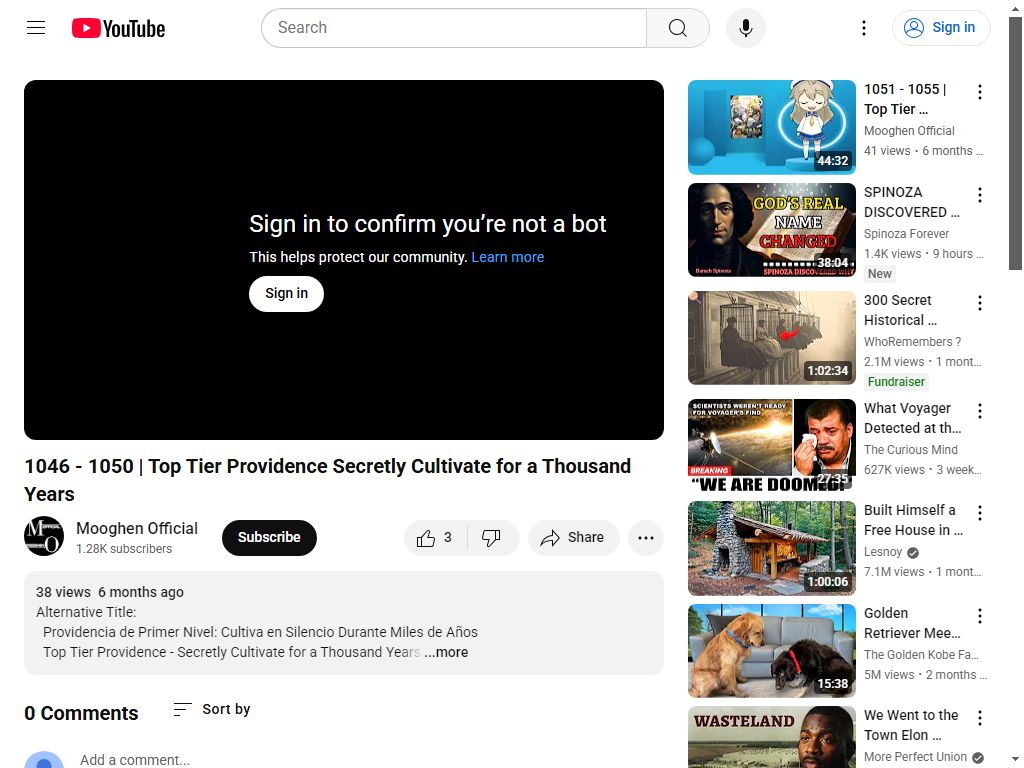 YouTube
Search
Sign in
Sign in to confirm you’re not a bot
This helps protect our community. Learn more
Sign in
1046 - 1050 | Top Tier Providence Secretly Cultivate for a Thousand
Years
Mooghen Official
1.28K subscribers
Subscribe
3
Share
38 views 6 months ago
Alternative Title:
Providencia de Primer Nivel: Cultiva en Silencio Durante Miles de Años
Top Tier Providence - Secretly Cultivate for a Thousand Years ...more
0 Comments
Sort by
Add a comment...
44:32
1051 - 1055 |
Top Tier ...
Mooghen Official
41 views • 6 months ...
GOD'S REAL
NAME
CHANGED
38:04
Baruch Spinoza
SPINOZA DISCOVERED WHY
SPINOZA
DISCOVERED ...
Spinoza Forever
1.4K views • 9 hours ...
New
1:02:34
300 Secret
Historical ...
WhoRemembers ?
2.1M views • 1 mont...
Fundraiser
SCIENTISTS WEREN'T READY
FOR VOYAGER'S FIND
BREAKING
"WE ARE DOOMED!"
27:35
What Voyager
Detected at th...
The Curious Mind
627K views • 3 week...
1:00:06
Built Himself a
Free House in ...
Lesnoy
7.1M views • 1 mont...
15:38
Golden
Retriever Mee...
The Golden Kobe Fa...
5M views • 2 months ...
WASTELAND
We Went to the
Town Elon ...
More Perfect Union